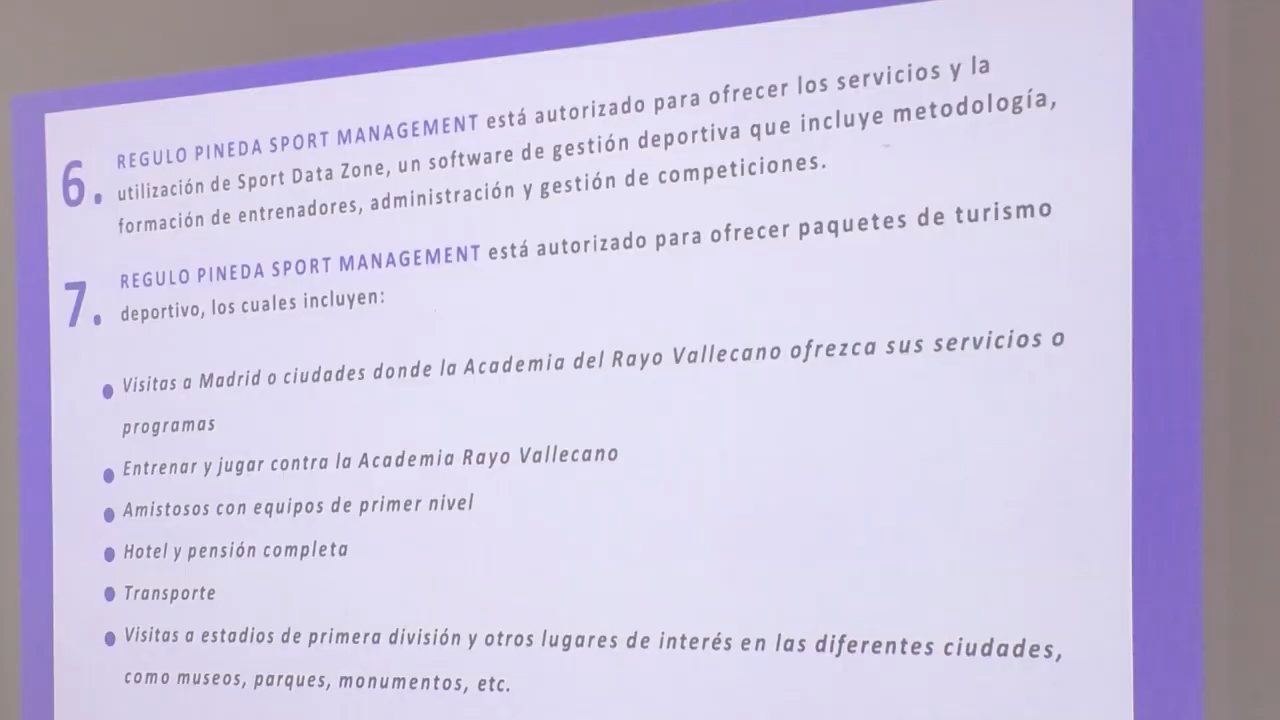 6. REGULO PINEDA SPORT MANAGEMENT está autorizado para ofrecer los servicios y la
utilización de Sport Data Zone, un software de gestión deportiva que incluye metodología,
formación de entrenadores, administración y gestión de competiciones.
7. REGULO PINEDA SPORT MANAGEMENT está autorizado para ofrecer paquetes de turismo
deportivo, los cuales incluyen:
● Visitas a Madrid o ciudades donde la Academia del Rayo Vallecano ofrezca sus servicios o
programas
● Entrenar y jugar contra la Academia Rayo Vallecano
● Amistosos con equipos de primer nivel
● Hotel y pensión completa
● Transporte
● Visitas a estadios de primera división y otros lugares de interés en las diferentes ciudades,
como museos, parques, monumentos, etc.